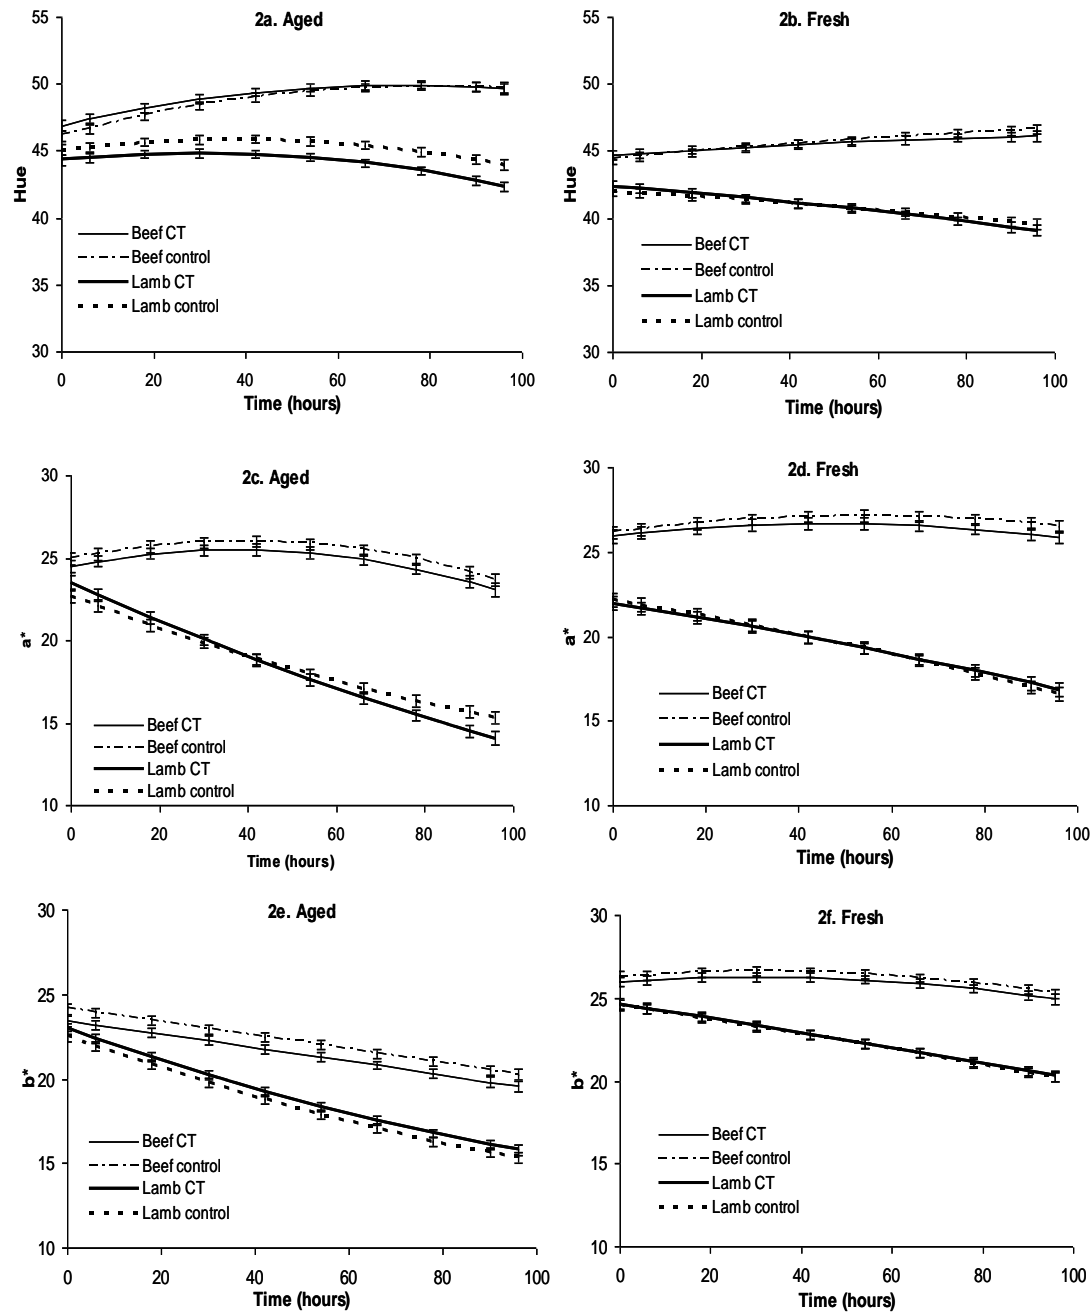 2a. Aged
55
50
45
40
35
30
Hue
Beef CT
Beef control
Lamb CT
Lamb control
0 20 40 60 80 100
Time (hours)
2b. Fresh
55
50
45
40
35
30
Hue
Beef CT
Beef control
Lamb CT
Lamb control
0 20 40 60 80 100
Time (hours)
2c. Aged
30
25
20
15
10
a*
Beef CT
Beef control
Lamb CT
Lamb control
0 20 40 60 80 100
Time (hours)
2d. Fresh
30
25
20
15
10
a*
Beef CT
Beef control
Lamb CT
Lamb control
0 20 40 60 80 100
Time (hours)
2e. Aged
30
25
20
15
10
b*
Beef CT
Beef control
Lamb CT
Lamb control
0 20 40 60 80 100
Time (hours)
2f. Fresh
30
25
20
15
10
b*
Beef CT
Beef control
Lamb CT
Lamb control
0 20 40 60 80 100
Time (hours)